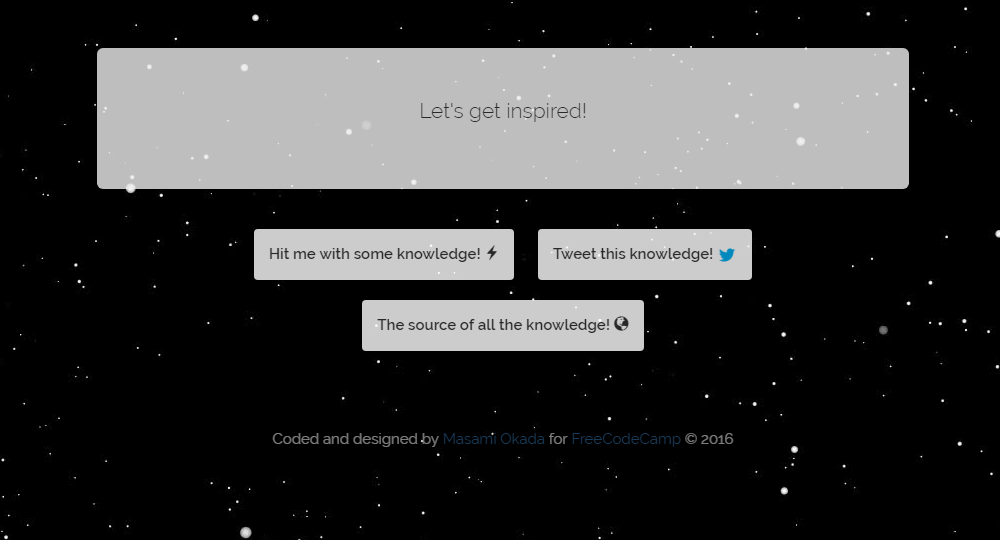 Let's get inspired!
Hit me with some knowledge!
Tweet this knowledge!
The source of all the knowledge!
Coded and designed by Masami Okada for FreeCodeCamp © 2016